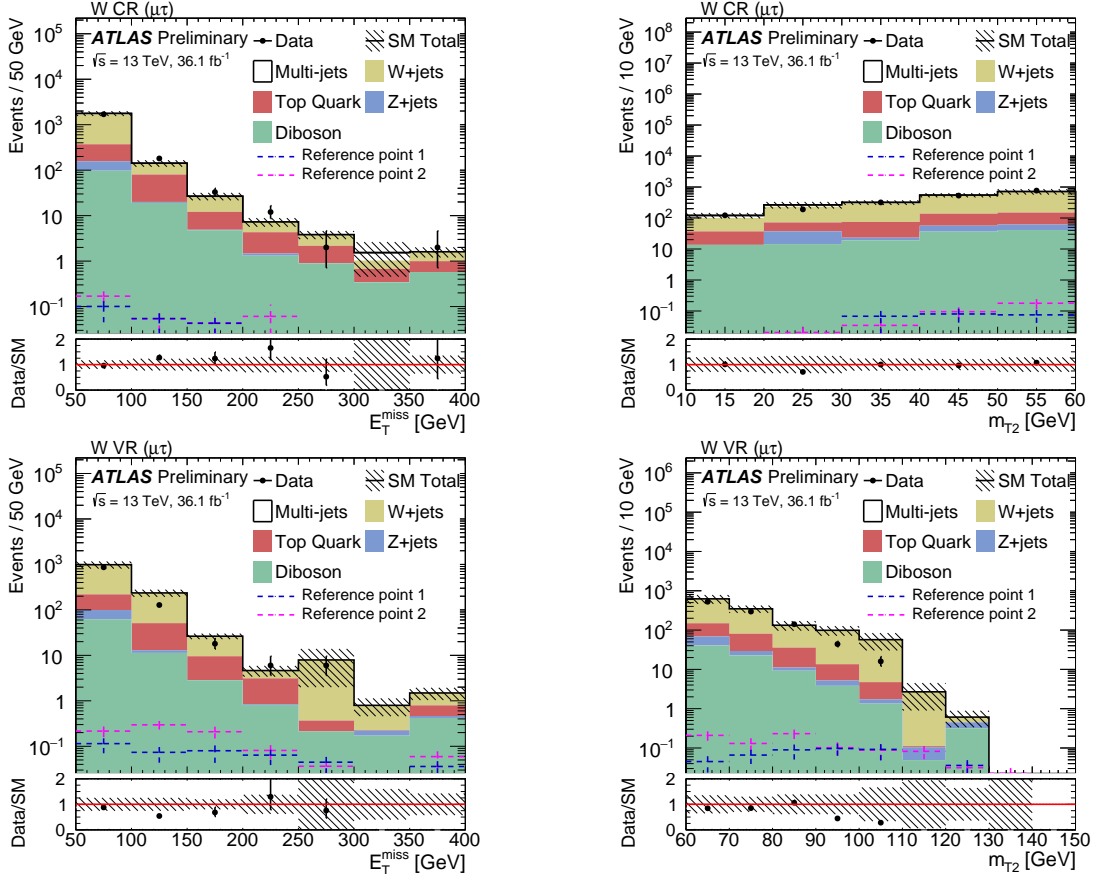 W CR (μτ)
ATLAS Preliminary
√s = 13 TeV, 36.1 fb⁻¹
Data
SM Total
Multi-jets
W+jets
Top Quark
Z+jets
Diboson
Reference point 1
Reference point 2
Events / 50 GeV
10⁵
10⁴
10³
10²
10
1
10⁻¹
Data/SM
2
1
0
50 100 150 200 250 300 350 400
E_T^miss [GeV]
W CR (μτ)
ATLAS Preliminary
√s = 13 TeV, 36.1 fb⁻¹
Data
SM Total
Multi-jets
W+jets
Top Quark
Z+jets
Diboson
Reference point 1
Reference point 2
Events / 10 GeV
10⁸
10⁷
10⁶
10⁵
10⁴
10³
10²
10
1
10⁻¹
Data/SM
2
1
0
10 15 20 25 30 35 40 45 50 55 60
m_T2 [GeV]
W VR (μτ)
ATLAS Preliminary
√s = 13 TeV, 36.1 fb⁻¹
Data
SM Total
Multi-jets
W+jets
Top Quark
Z+jets
Diboson
Reference point 1
Reference point 2
Events / 50 GeV
10⁵
10⁴
10³
10²
10
1
10⁻¹
Data/SM
2
1
0
50 100 150 200 250 300 350 400
E_T^miss [GeV]
W VR (μτ)
ATLAS Preliminary
√s = 13 TeV, 36.1 fb⁻¹
Data
SM Total
Multi-jets
W+jets
Top Quark
Z+jets
Diboson
Reference point 1
Reference point 2
Events / 10 GeV
10⁶
10⁵
10⁴
10³
10²
10
1
10⁻¹
Data/SM
2
1
0
60 70 80 90 100 110 120 130 140 150
m_T2 [GeV]